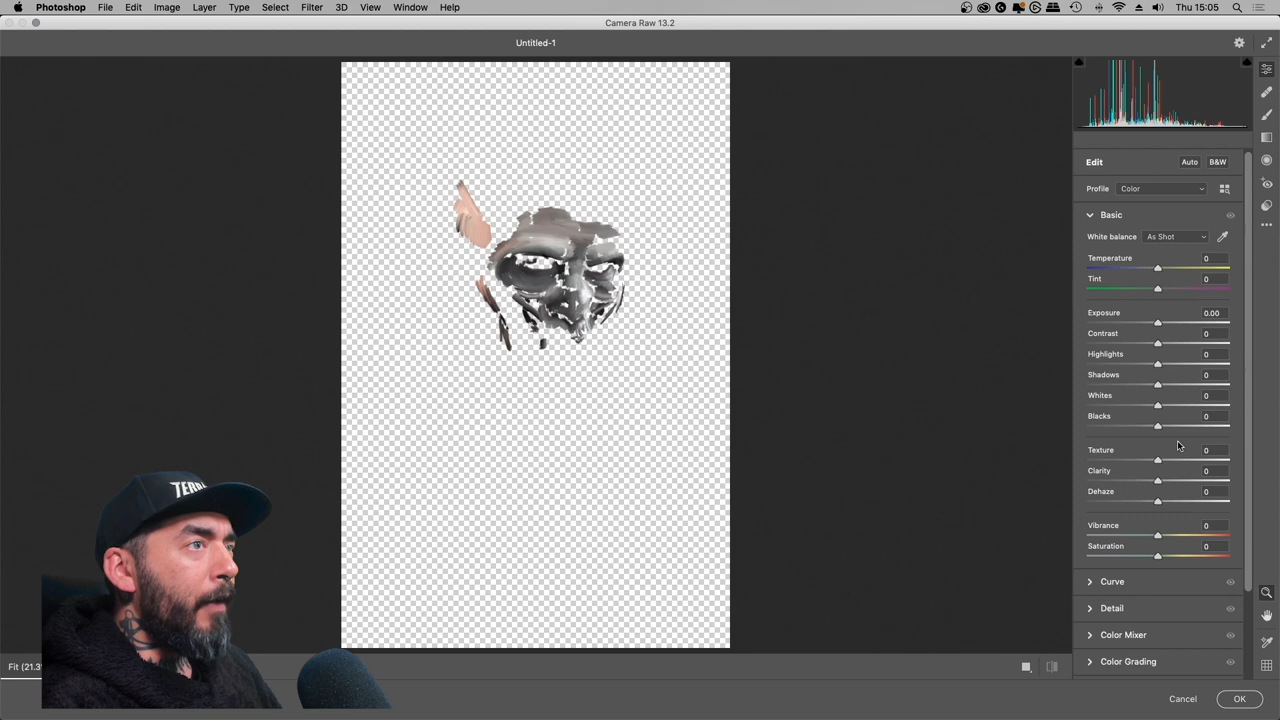 Photoshop File Edit Image Layer Type Select Filter 3D View Window Help Thu 15:05
Camera Raw 13.2
Untitled-1
Edit Auto B&W
Profile Color
Basic
White balance As Shot
Temperature 0
Tint 0
Exposure 0.00
Contrast 0
Highlights 0
Shadows 0
Whites 0
Blacks 0
Texture 0
Clarity 0
Dehaze 0
Vibrance 0
Saturation 0
Curve
Detail
Color Mixer
Color Grading
Fit (21.3
Cancel OK